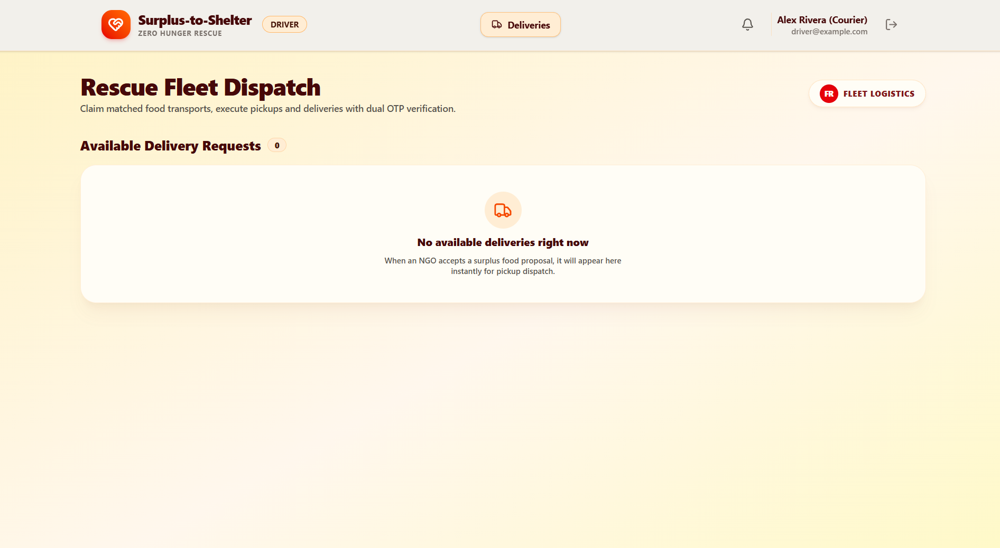 Surplus-to-Shelter
ZERO HUNGER RESCUE
DRIVER
Deliveries
Alex Rivera (Courier)
driver@example.com
Rescue Fleet Dispatch
Claim matched food transports, execute pickups and deliveries with dual OTP verification.
FR
FLEET LOGISTICS
Available Delivery Requests
0
No available deliveries right now
When an NGO accepts a surplus food proposal, it will appear here
instantly for pickup dispatch.